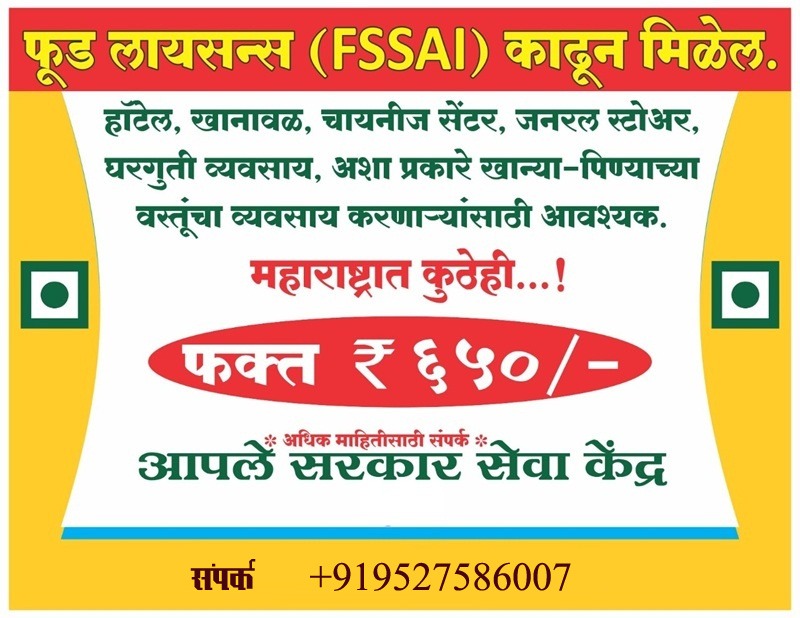 फूड लायसन्स (FSSAI) काढून मिळेल.
हॉटेल, खानावळ, चायनीज सेंटर, जनरल स्टोअर,
घरगुती व्यवसाय, अशा प्रकारे खान्या-पिण्याच्या
वस्तूंचा व्यवसाय करणाऱ्यांसाठी आवश्यक.
महाराष्ट्रात कुठेही...!
फक्त ₹ ६५०/-
* अधिक माहितीसाठी संपर्क *
आपले सरकार सेवा केंद्र
संपर्क +919527586007